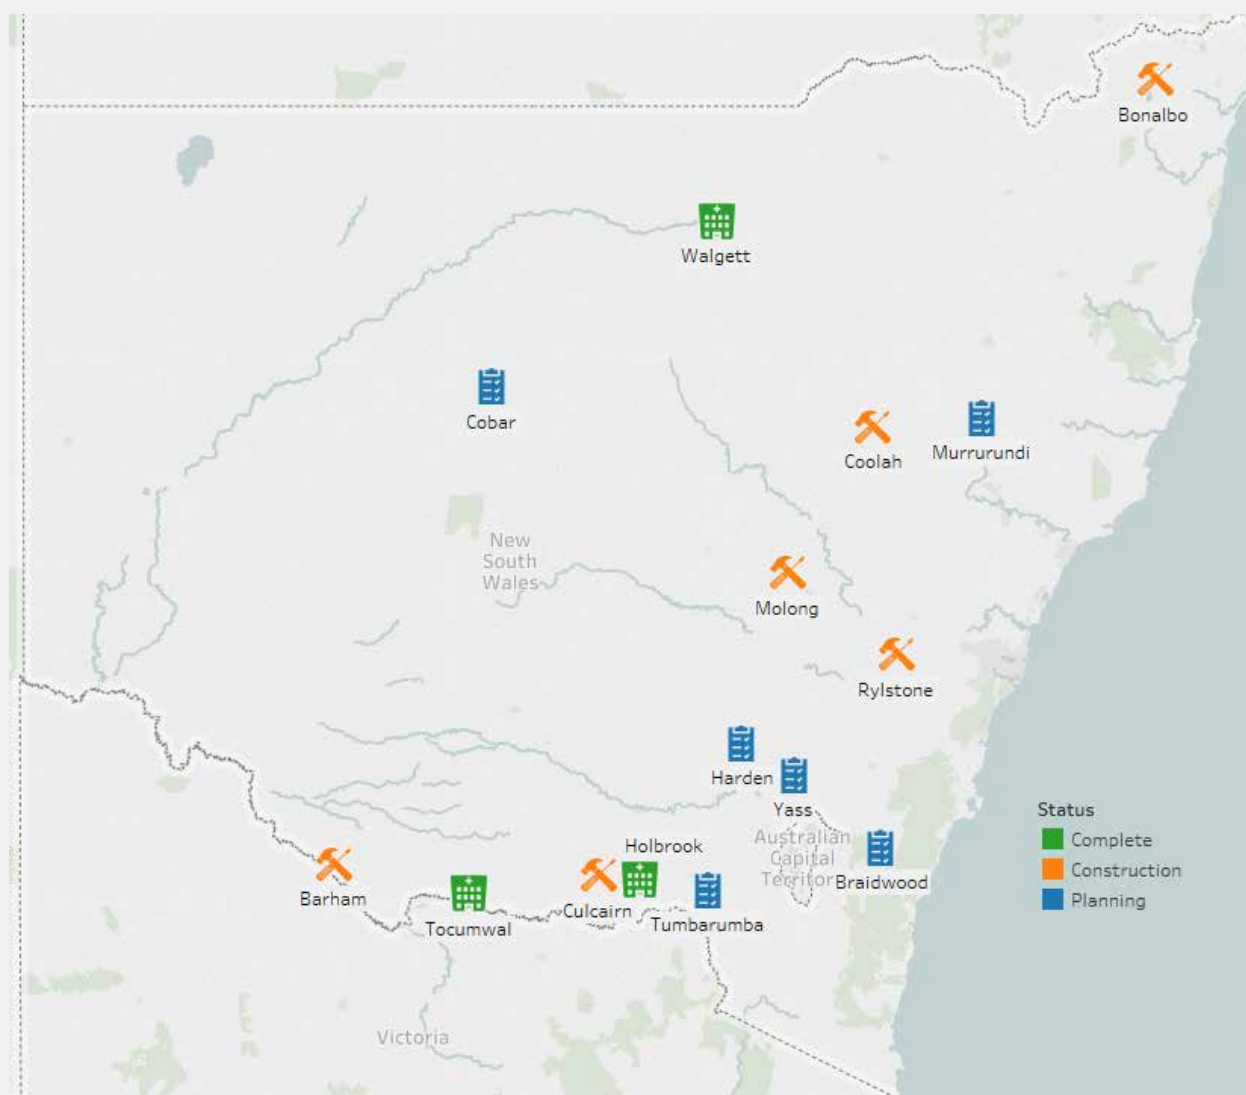 Bonalbo
Walgett
Cobar
Coolah
Murrurundi
New
South
Wales
Molong
Rylstone
Harden
Yass
Status
Complete
Construction
Planning
Australian
Capital
Territor
Braidwood
Holbrook
Barham
Culcairn
Tocumwal
Tumbarumba
Victoria